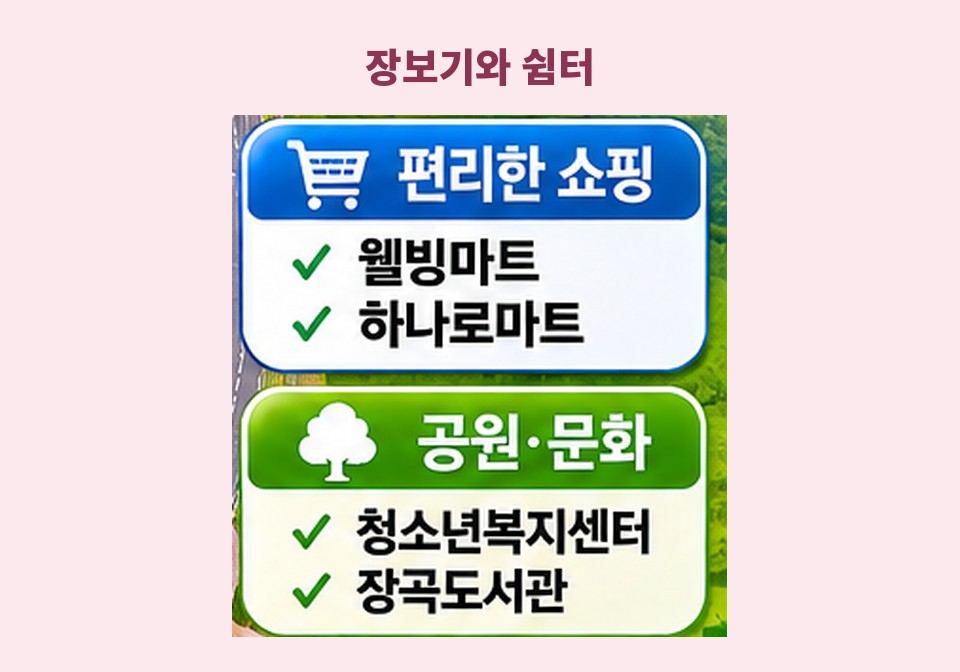 장보기와 쉼터
편리한 쇼핑
웰빙마트
하나로마트
공원·문화
청소년복지센터
장곡도서관